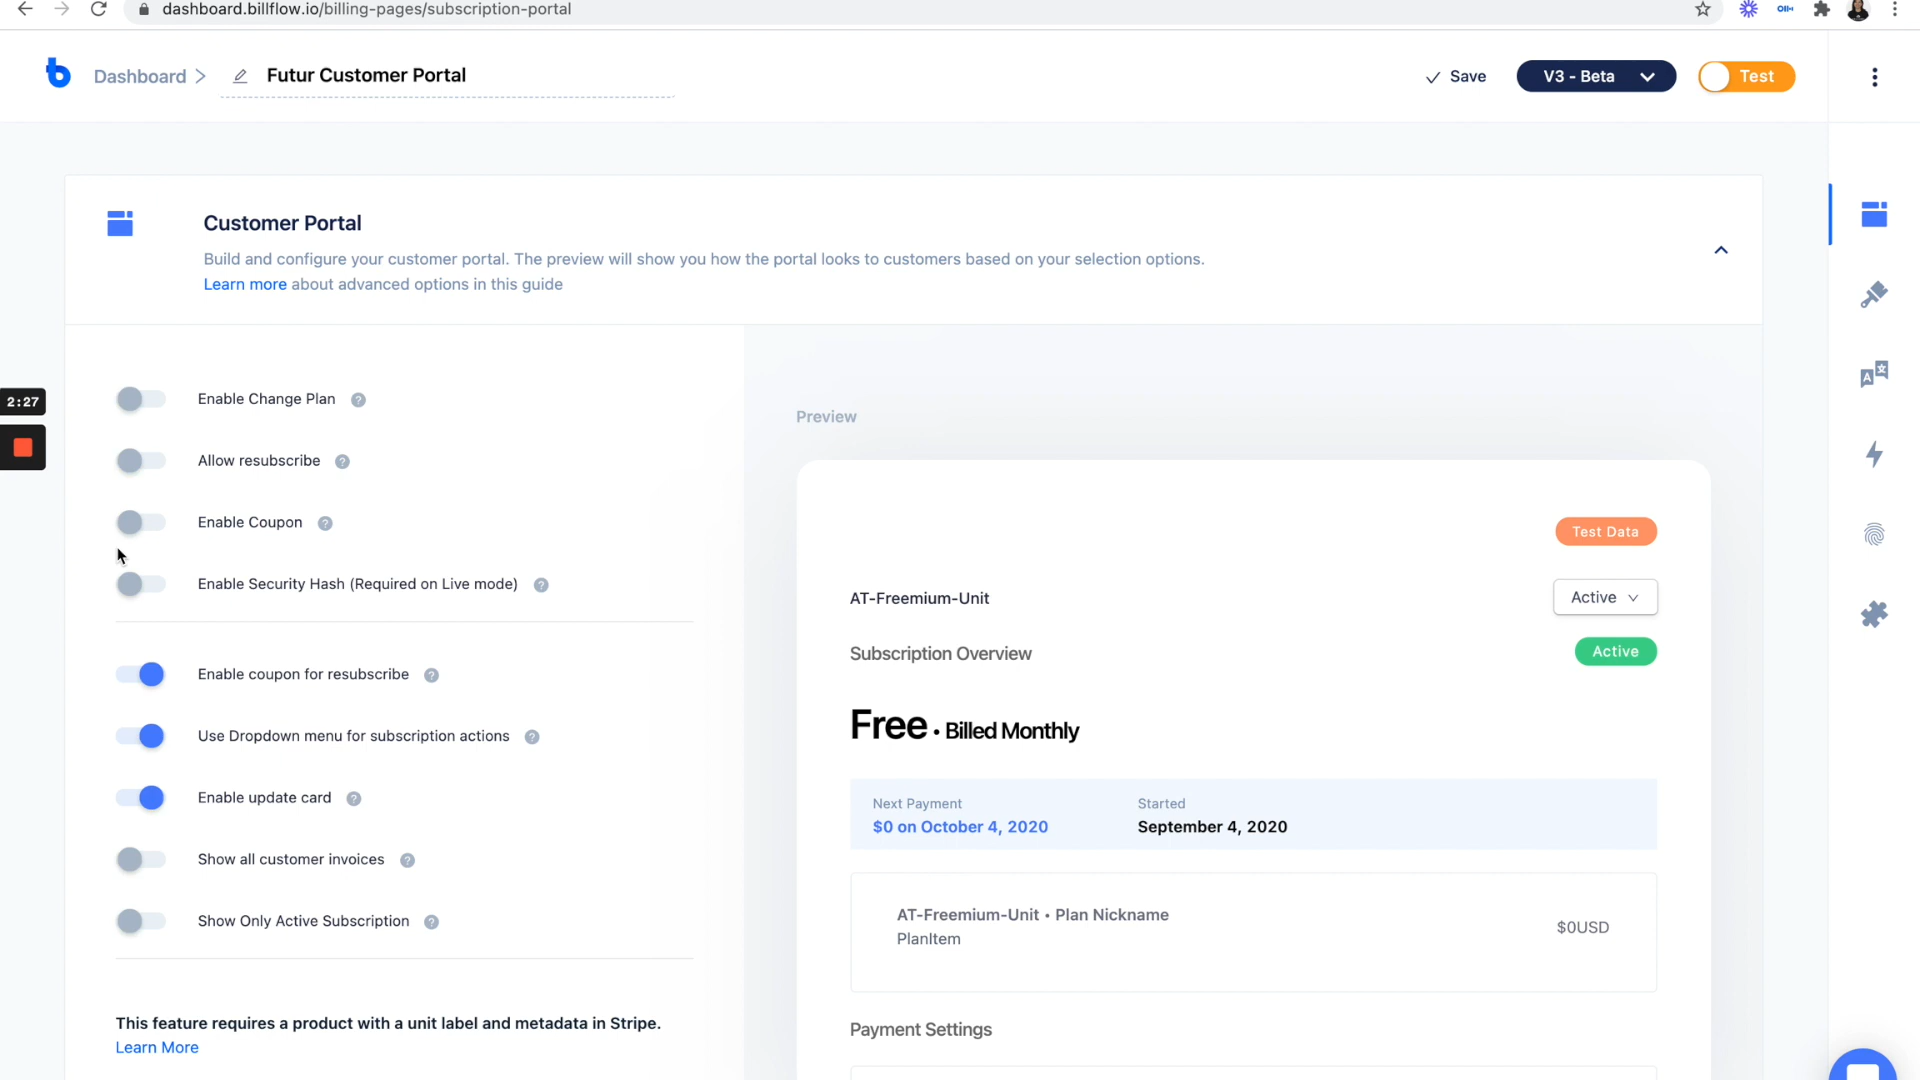 dashboard.billflow.io/billing-pages/subscription-portal
Dashboard > Futur Customer Portal
Save
V3 - Beta
Test
Customer Portal
Build and configure your customer portal. The preview will show you how the portal looks to customers based on your selection options.
Learn more about advanced options in this guide
2:27
Enable Change Plan ?
Allow resubscribe ?
Enable Coupon ?
Enable Security Hash (Required on Live mode) ?
Enable coupon for resubscribe ?
Use Dropdown menu for subscription actions ?
Enable update card ?
Show all customer invoices ?
Show Only Active Subscription ?
This feature requires a product with a unit label and metadata in Stripe.
Learn More
Preview
Test Data
AT-Freemium-Unit
Active
Subscription Overview
Active
Free • Billed Monthly
Next Payment
$0 on October 4, 2020
Started
September 4, 2020
AT-Freemium-Unit • Plan Nickname
PlanItem
$0USD
Payment Settings